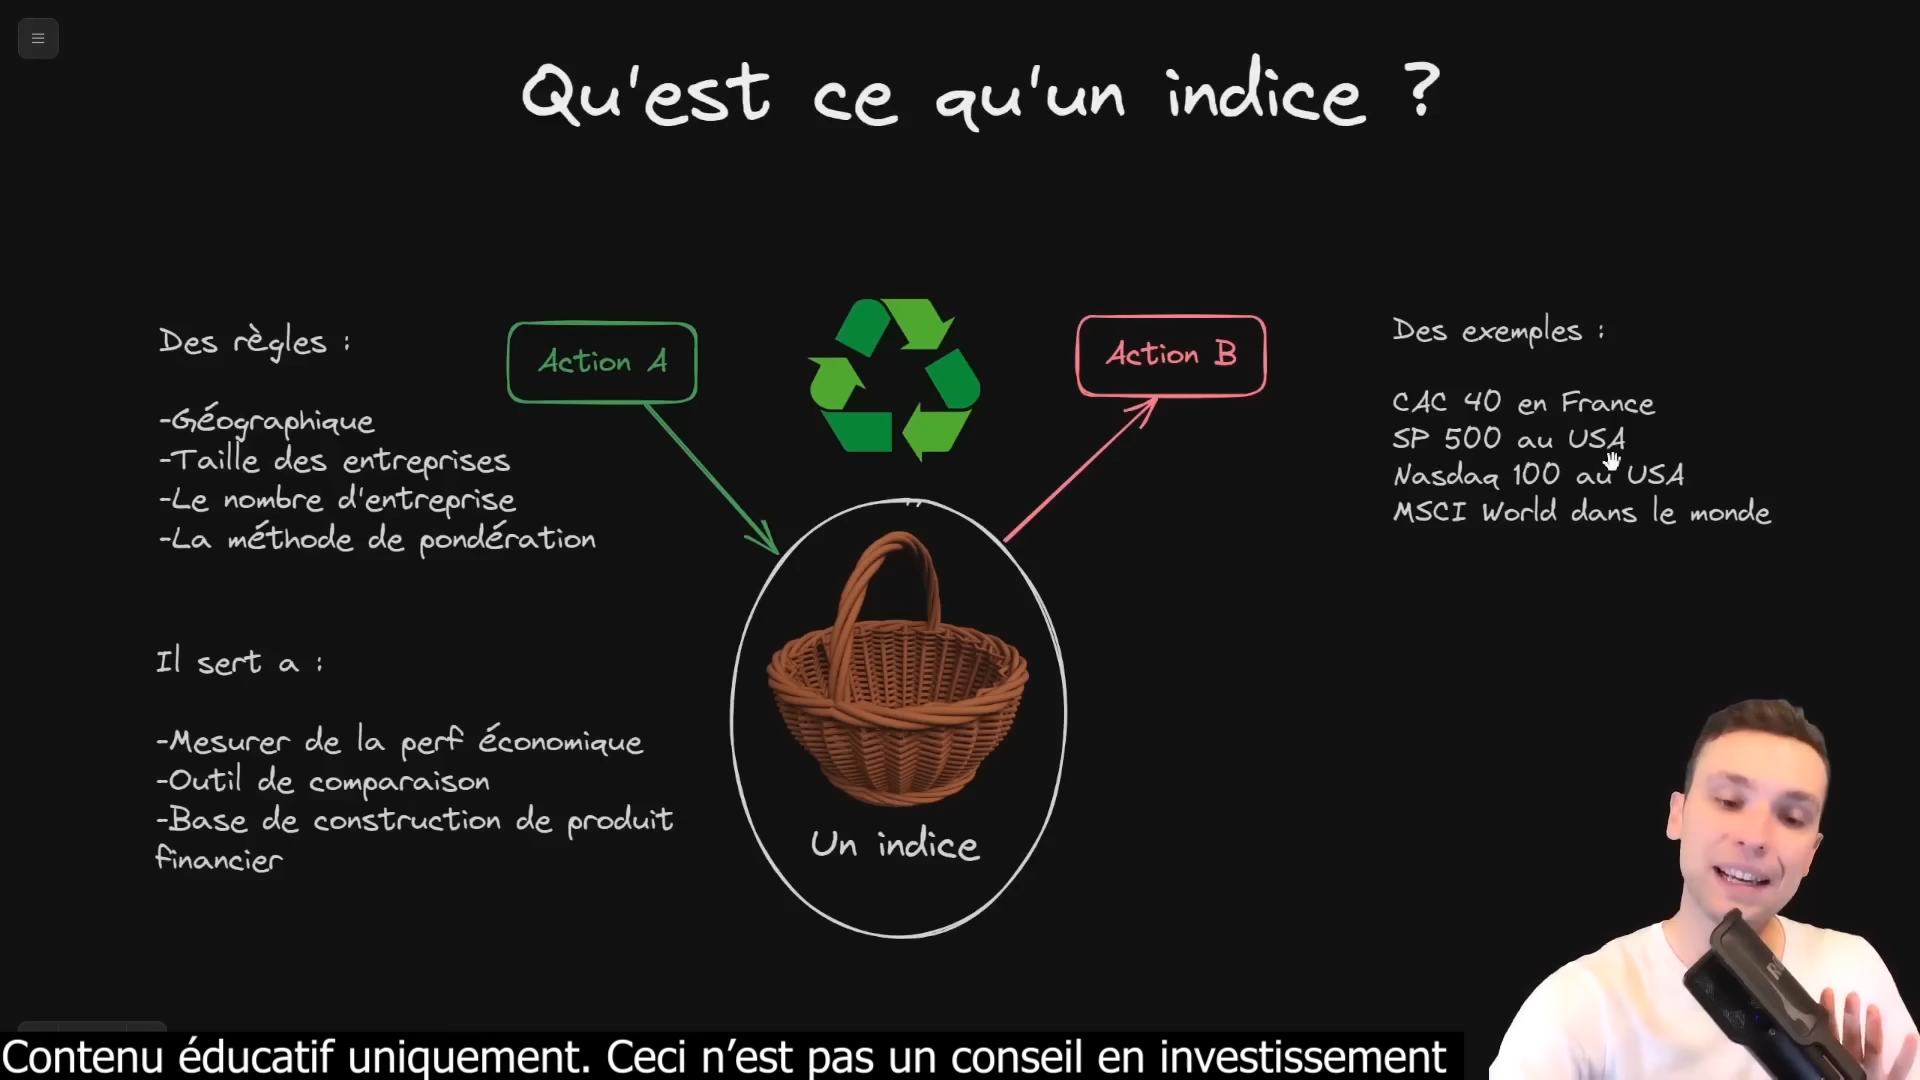 Qu'est ce qu'un indice ?
Des règles :
-Géographique
-Taille des entreprises
-Le nombre d'entreprise
-La méthode de pondération
Il sert a :
-Mesurer de la perf économique
-Outil de comparaison
-Base de construction de produit
financier
Action A
Action B
Un indice
Des exemples :
CAC 40 en France
SP 500 au USA
Nasdaq 100 au USA
MSCI World dans le monde
Contenu éducatif uniquement. Ceci n’est pas un conseil en investissement